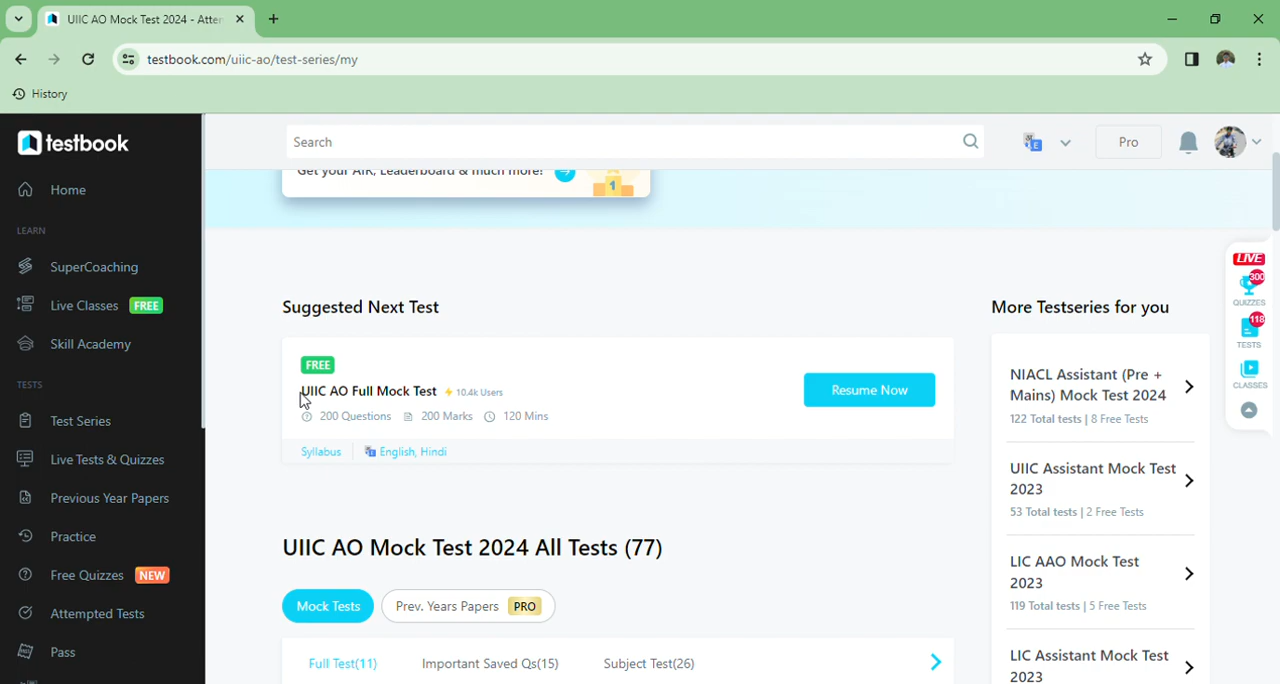 UIIC AO Mock Test 2024 - Atten
testbook.com/uiic-ao/test-series/my
History
testbook
Search
Pro
Home
LEARN
SuperCoaching
Live Classes FREE
Skill Academy
TESTS
Test Series
Live Tests & Quizzes
Previous Year Papers
Practice
Free Quizzes NEW
Attempted Tests
Pass
Get your AIR, Leaderboard & much more!
1
Suggested Next Test
FREE
UIIC AO Full Mock Test 10.4k Users
200 Questions 200 Marks 120 Mins
Resume Now
Syllabus English, Hindi
UIIC AO Mock Test 2024 All Tests (77)
Mock Tests Prev. Years Papers PRO
Full Test(11) Important Saved Qs(15) Subject Test(26)
More Testseries for you
NIACL Assistant (Pre +
Mains) Mock Test 2024
122 Total tests | 8 Free Tests
UIIC Assistant Mock Test
2023
53 Total tests | 2 Free Tests
LIC AAO Mock Test
2023
119 Total tests | 5 Free Tests
LIC Assistant Mock Test
2023
LIVE
300
QUIZZES
118
TESTS
CLASSES